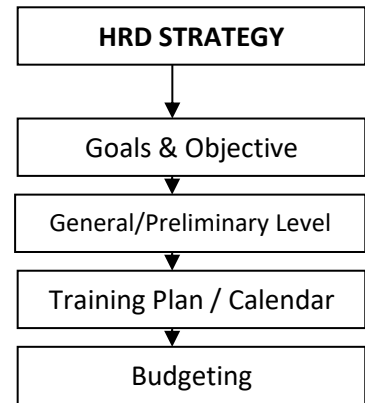 HRD STRATEGY
Goals & Objective
General/Preliminary Level
Training Plan / Calendar
Budgeting